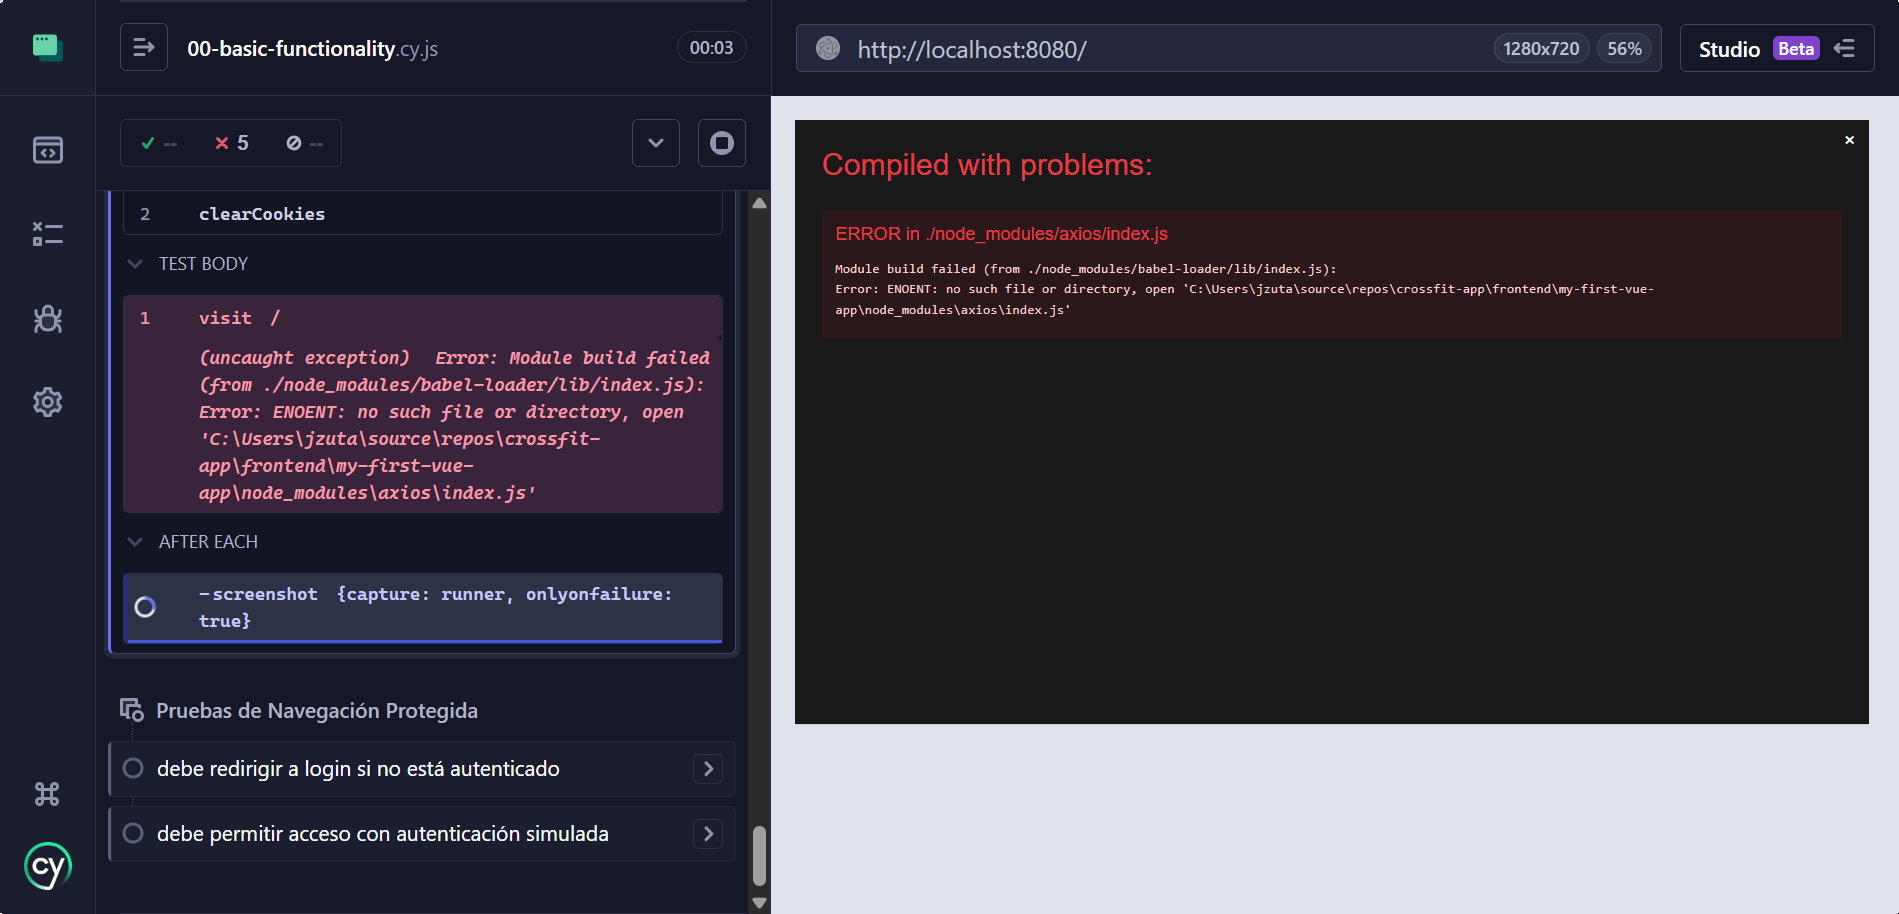 00-basic-functionality.cy.js
00:03
-- 5 --
2 clearCookies
TEST BODY
1 visit /
(uncaught exception) Error: Module build failed
(from ./node_modules/babel-loader/lib/index.js):
Error: ENOENT: no such file or directory, open
'C:\Users\jzuta\source\repos\crossfit-
app\frontend\my-first-vue-
app\node_modules\axios\index.js'
AFTER EACH
-screenshot {capture: runner, onlyonfailure:
true}
Pruebas de Navegación Protegida
debe redirigir a login si no está autenticado
debe permitir acceso con autenticación simulada
cy
http://localhost:8080/
1280x720
56%
Studio Beta
Compiled with problems:
×
ERROR in ./node_modules/axios/index.js
Module build failed (from ./node_modules/babel-loader/lib/index.js):
Error: ENOENT: no such file or directory, open 'C:\Users\jzuta\source\repos\crossfit-app\frontend\my-first-vue-
app\node_modules\axios\index.js'